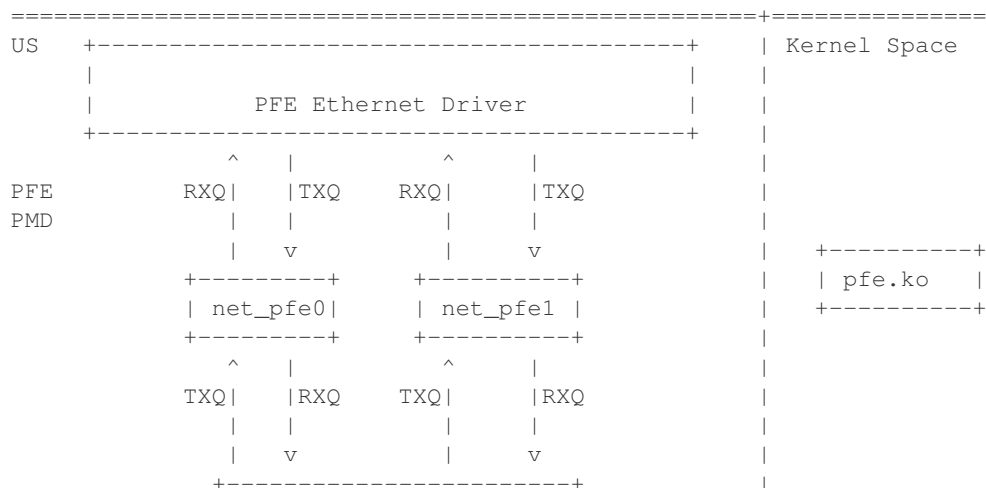 ====================================================+===============
US +-----------------------------------------+ | Kernel Space
| | |
| PFE Ethernet Driver | |
+-----------------------------------------+ |
^ | ^ | |
PFE RXQ| |TXQ RXQ| |TXQ |
PMD | | | | |
| v | v | +----------+
+---------+ +----------+ | | pfe.ko |
| net_pfe0| | net_pfe1 | | +----------+
+---------+ +----------+ |
^ | ^ | |
TXQ| |RXQ TXQ| |RXQ |
| | | | |
| v | v |
+------------------------+ |